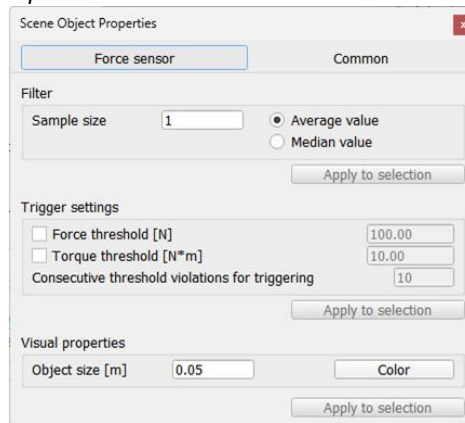 Scene Object Properties
Force sensor Common
Filter
Sample size 1 Average value
Median value
Apply to selection
Trigger settings
Force threshold [N] 100.00
Torque threshold [N*m] 10.00
Consecutive threshold violations for triggering 10
Apply to selection
Visual properties
Object size [m] 0.05 Color
Apply to selection